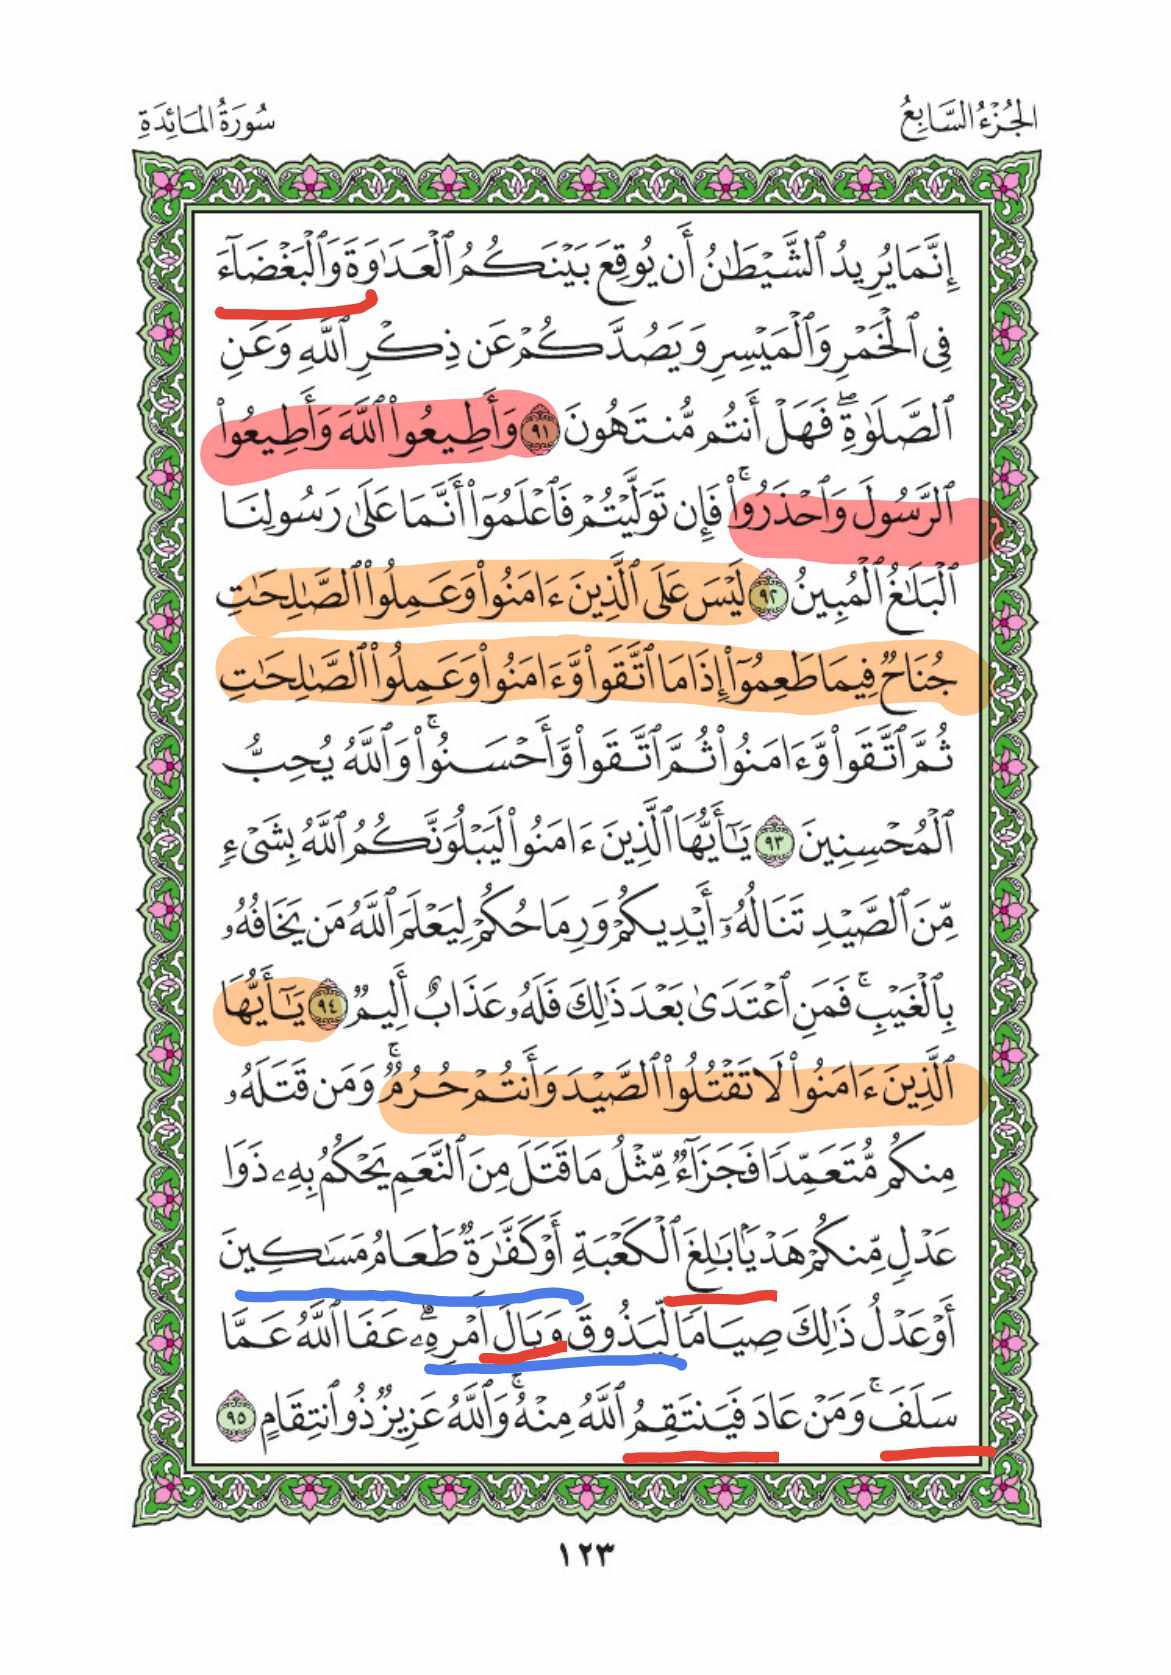 الجُزْءُ السَّابِعُ
سُورَةُ المَائِدَةِ
إِنَّمَا يُرِيدُ ٱلشَّيْطَٰنُ أَن يُوقِعَ بَيْنَكُمُ ٱلْعَدَٰوَةَ وَٱلْبَغْضَآءَ
فِى ٱلْخَمْرِ وَٱلْمَيْسِرِ وَيَصُدَّكُمْ عَن ذِكْرِ ٱللَّهِ وَعَنِ
ٱلصَّلَوٰةِۖ فَهَلْ أَنتُم مُّنتَهُونَ ٩١ وَأَطِيعُوا۟ ٱللَّهَ وَأَطِيعُوا۟
ٱلرَّسُولَ وَٱحْذَرُوا۟ۚ فَإِن تَوَلَّيْتُمْ فَٱعْلَمُوٓا۟ أَنَّمَا عَلَىٰ رَسُولِنَا
ٱلْبَلَٰغُ ٱلْمُبِينُ ٩٢ لَيْسَ عَلَى ٱلَّذِينَ ءَامَنُوا۟ وَعَمِلُوا۟ ٱلصَّٰلِحَٰتِ
جُنَاحٌ فِيمَا طَعِمُوٓا۟ إِذَا مَا ٱتَّقَوا۟ وَّءَامَنُوا۟ وَعَمِلُوا۟ ٱلصَّٰلِحَٰتِ
ثُمَّ ٱتَّقَوا۟ وَّءَامَنُوا۟ ثُمَّ ٱتَّقَوا۟ وَّأَحْسَنُوا۟ۚ وَٱللَّهُ يُحِبُّ
ٱلْمُحْسِنِينَ ٩٣ يَٰٓأَيُّهَا ٱلَّذِينَ ءَامَنُوا۟ لَيَبْلُوَنَّكُمُ ٱللَّهُ بِشَىْءٍ
مِّنَ ٱلصَّيْدِ تَنَالُهُۥٓ أَيْدِيكُمْ وَرِمَاحُكُمْ لِيَعْلَمَ ٱللَّهُ مَن يَخَافُهُۥ
بِٱلْغَيْبِۚ فَمَنِ ٱعْتَدَىٰ بَعْدَ ذَٰلِكَ فَلَهُۥ عَذَابٌ أَلِيمٌ ٩٤ يَٰٓأَيُّهَا
ٱلَّذِينَ ءَامَنُوا۟ لَا تَقْتُلُوا۟ ٱلصَّيْدَ وَأَنتُمْ حُرُمٌۚ وَمَن قَتَلَهُۥ
مِنكُم مُّتَعَمِّدًا فَجَزَآءٌ مِّثْلُ مَا قَتَلَ مِنَ ٱلنَّعَمِ يَحْكُمُ بِهِۦ ذَوَا
عَدْلٍ مِّنكُمْ هَدْيًۢا بَٰلِغَ ٱلْكَعْبَةِ أَوْ كَفَّٰرَةٌ طَعَامُ مَسَٰكِينَ
أَوْ عَدْلُ ذَٰلِكَ صِيَامًا لِّيَذُوقَ وَبَالَ أَمْرِهِۦۗ عَفَا ٱللَّهُ عَمَّا
سَلَفَۚ وَمَنْ عَادَ فَيَنتَقِمُ ٱللَّهُ مِنْهُۚ وَٱللَّهُ عَزِيزٌ ذُو ٱنتِقَامٍ ٩٥
١٢٣